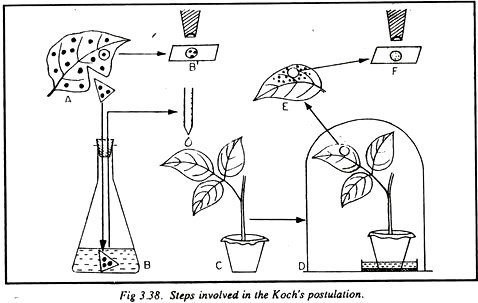 A
B'
F
E
B
C
D
Fig 3.38. Steps involved in the Koch's postulation.